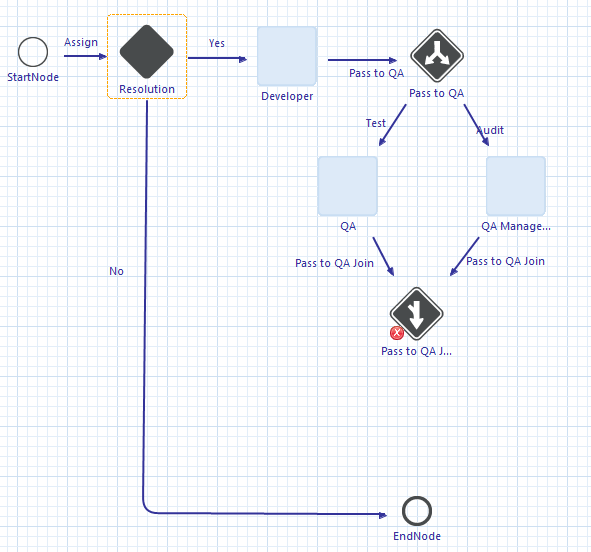 Assign
Yes
StartNode
Resolution
Developer
Pass to QA
Pass to QA
Test
Audit
QA
QA Manage...
Pass to QA Join
Pass to QA Join
No
Pass to QA J...
EndNode